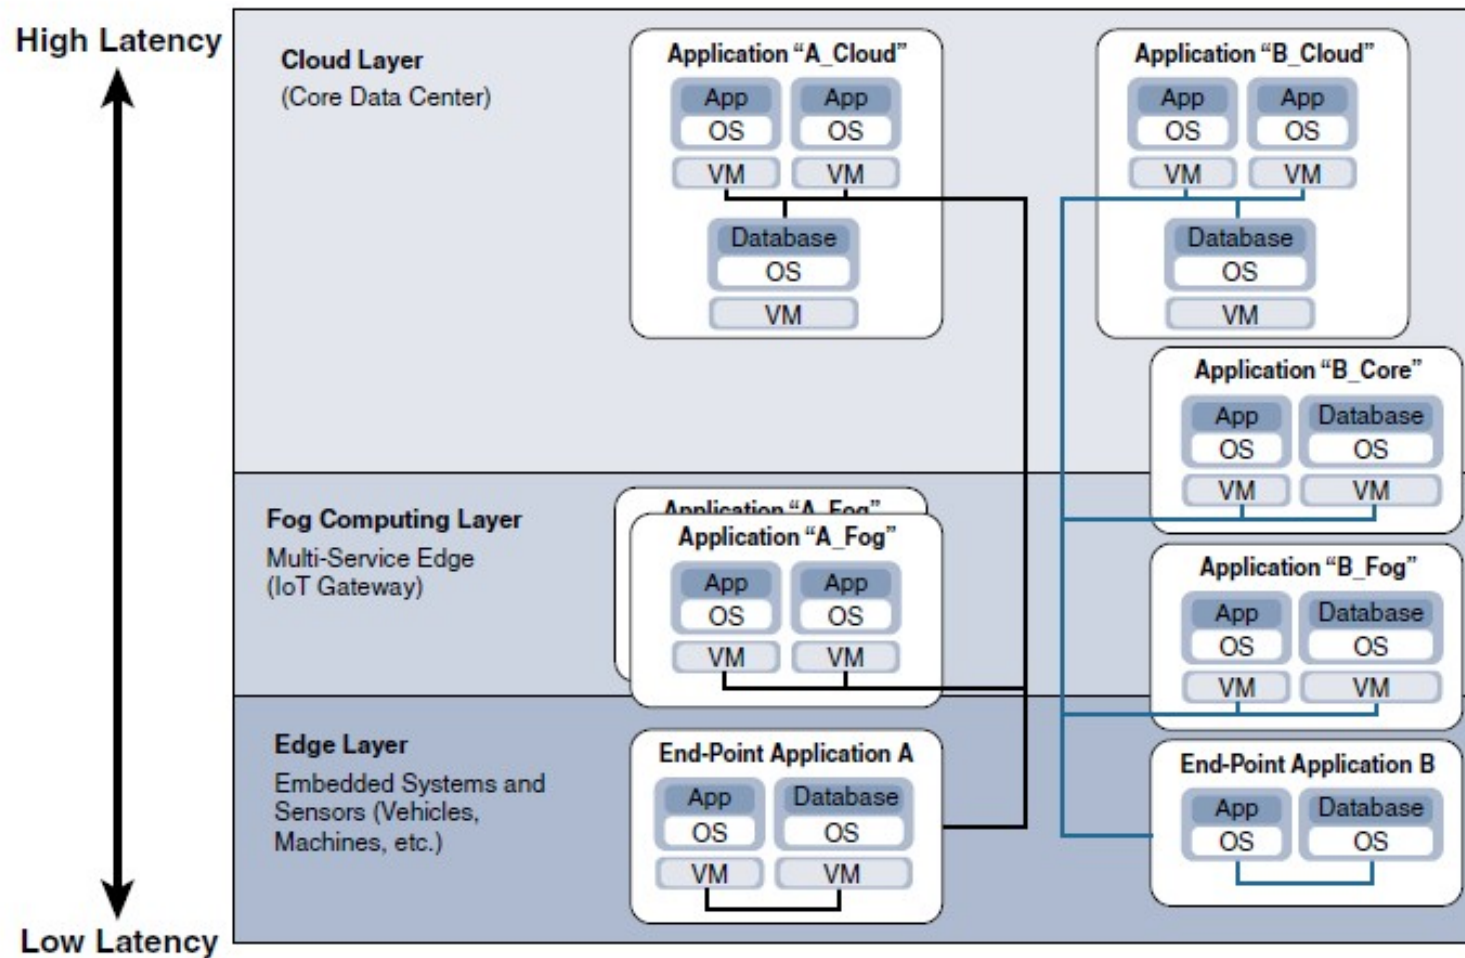 High Latency
Low Latency
Cloud Layer
(Core Data Center)
Application “A_Cloud”
App App
OS OS
VM VM
Database
OS
VM
Application “B_Cloud”
App App
OS OS
VM VM
Database
OS
VM
Application “B_Core”
App Database
OS OS
VM VM
Fog Computing Layer
Multi-Service Edge
(IoT Gateway)
Application “A_Fog”
Application “A_Fog”
App App
OS OS
VM VM
Application “B_Fog”
App Database
OS OS
VM VM
Edge Layer
Embedded Systems and
Sensors (Vehicles,
Machines, etc.)
End-Point Application A
App Database
OS OS
VM VM
End-Point Application B
App Database
OS OS